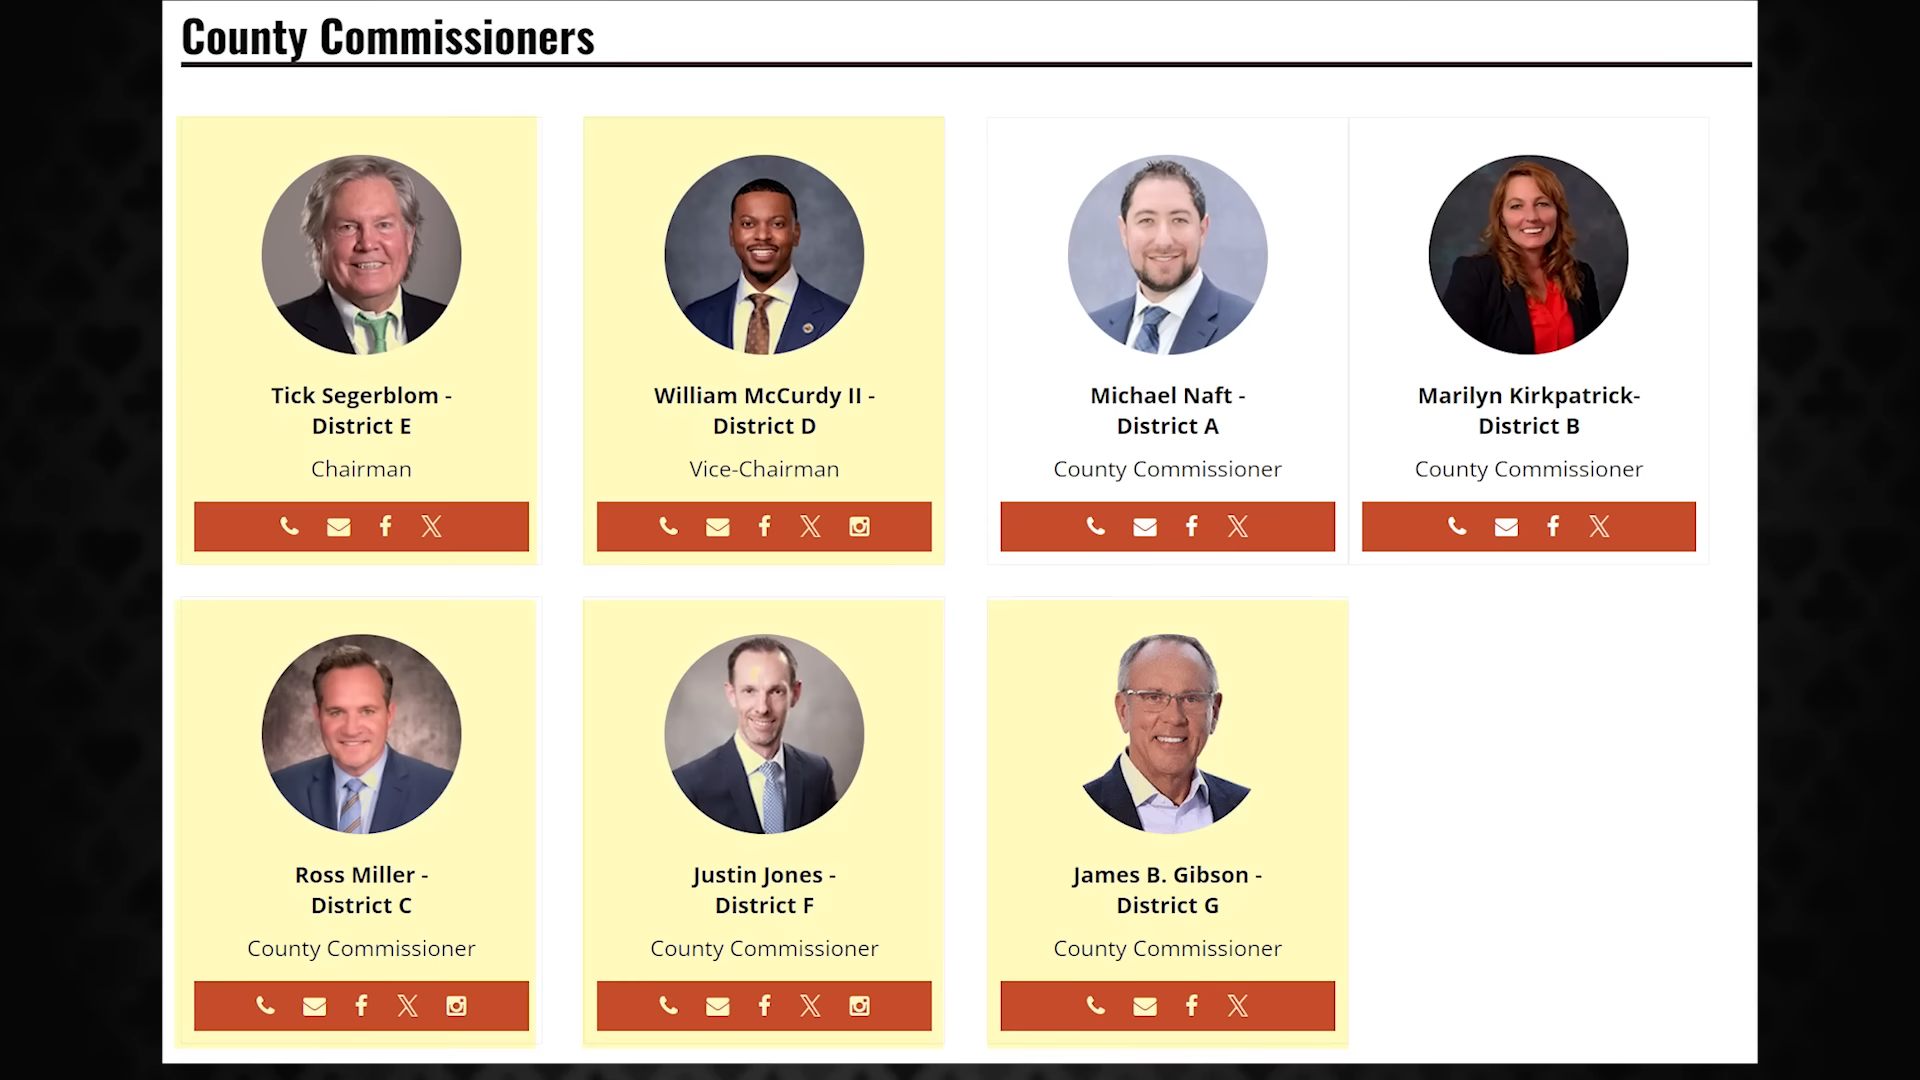 County Commissioners
Tick Segerblom -
District E
Chairman
William McCurdy II -
District D
Vice-Chairman
Michael Naft -
District A
County Commissioner
Marilyn Kirkpatrick-
District B
County Commissioner
Ross Miller -
District C
County Commissioner
Justin Jones -
District F
County Commissioner
James B. Gibson -
District G
County Commissioner